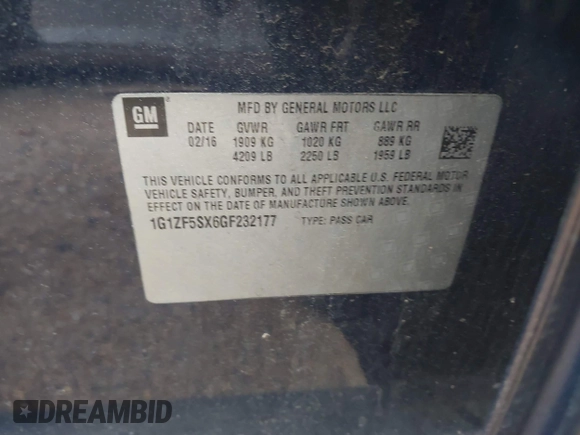 GM
MFD BY GENERAL MOTORS LLC
DATE GVWR GAWR FRT GAWR RR
02/16 1909 KG 1020 KG 889 KG
4209 LB 2250 LB 1959 LB
THIS VEHICLE CONFORMS TO ALL APPLICABLE U.S. FEDERAL MOTOR
VEHICLE SAFETY, BUMPER, AND THEFT PREVENTION STANDARDS IN
EFFECT ON THE DATE OF MANUFACTURE SHOWN ABOVE.
1G1ZF5SX6GF232177 TYPE: PASS CAR
DREAMBID